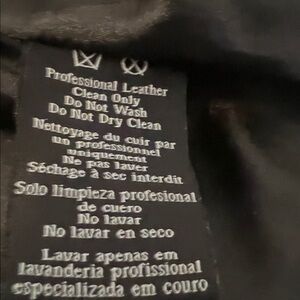 Professional Leather
Clean Only
Do Not Wash
Do Not Dry Clean
Nettoyage du cuir par
un professionnel
uniquement
Ne pas laver
Séchage à sec interdit
Solo limpieza profesional
de cuero
No lavar
No lavar en seco
Lavar apenas em
lavanderia profissional
especializada em couro